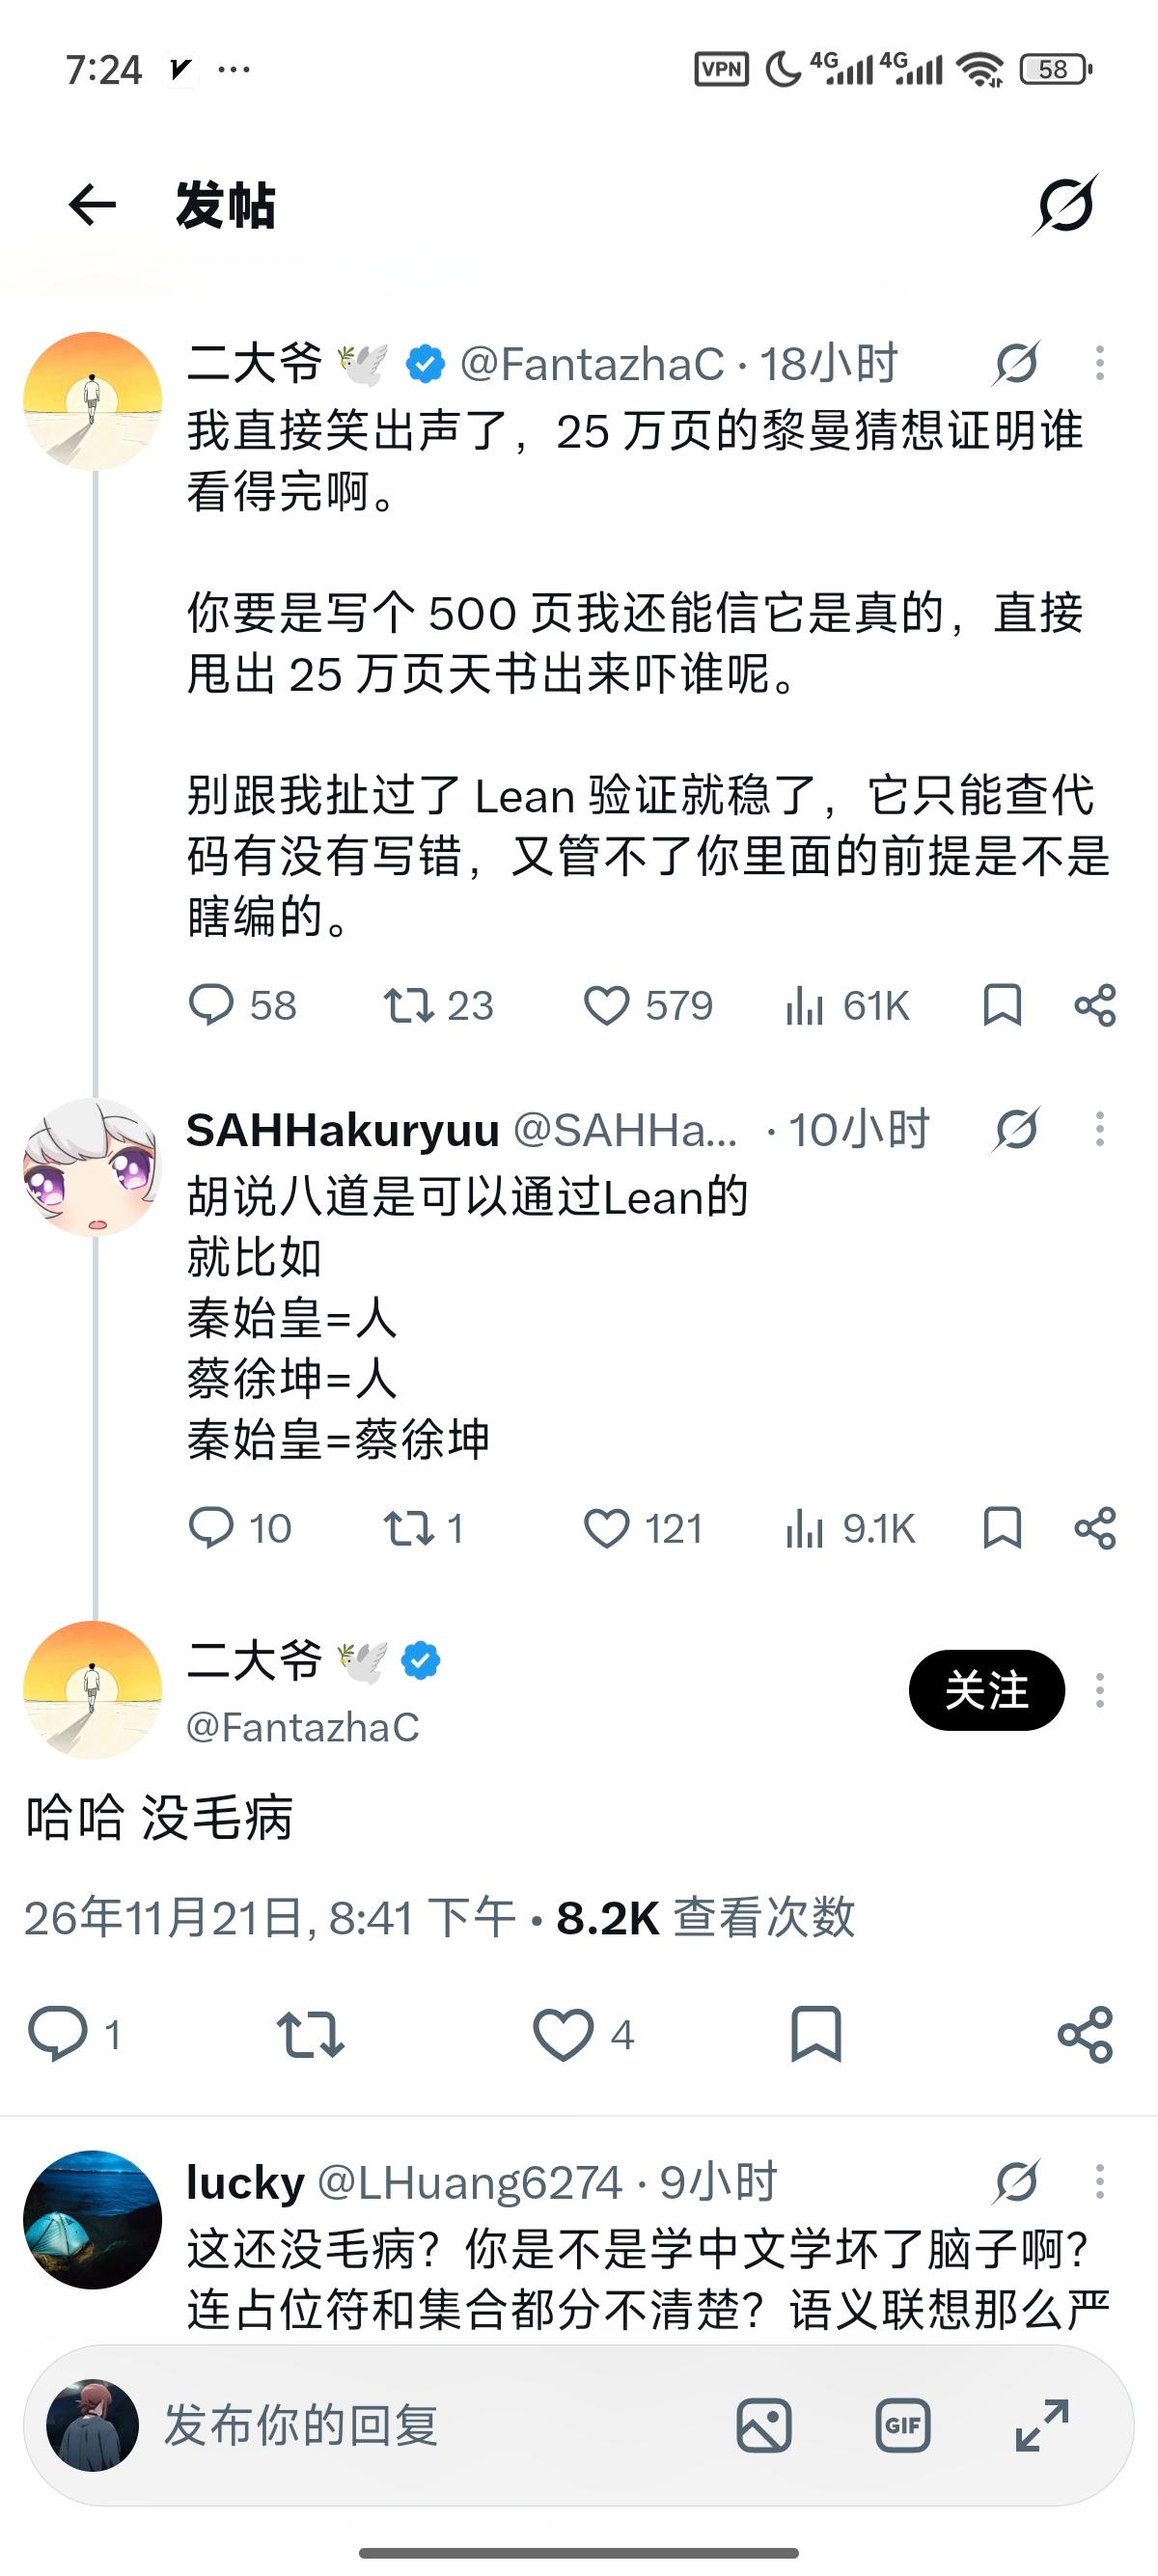 7:24
VPN 4G 4G 58
发帖
二大爷 🕊️ @FantazhaC · 18小时
我直接笑出声了，25 万页的黎曼猜想证明谁
看得完啊。
你要是写个 500 页我还能信它是真的，直接
甩出 25 万页天书出来吓谁呢。
别跟我扯过了 Lean 验证就稳了，它只能查代
码有没有写错，又管不了你里面的前提是不是
瞎编的。
58 23 579 61K
SAHHakuryuu @SAHHa... · 10小时
胡说八道是可以通过Lean的
就比如
秦始皇=人
蔡徐坤=人
秦始皇=蔡徐坤
10 1 121 9.1K
二大爷 🕊️
关注
@FantazhaC
哈哈 没毛病
26年11月21日, 8:41 下午 • 8.2K 查看次数
1 4
lucky @LHuang6274 · 9小时
这还没毛病？你是不是学中文学坏了脑子啊？
连占位符和集合都分不清楚？语义联想那么严
发布你的回复
GIF